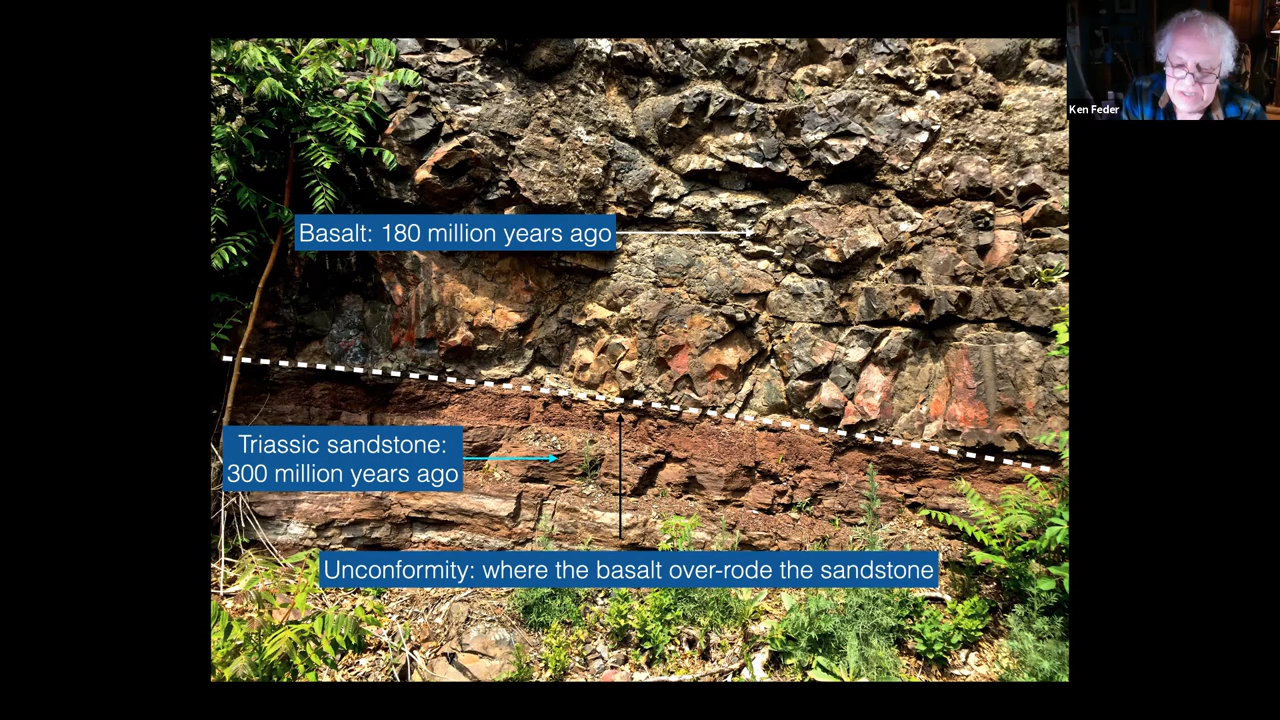 Ken Feder
Basalt: 180 million years ago
Triassic sandstone:
300 million years ago
Unconformity: where the basalt over-rode the sandstone